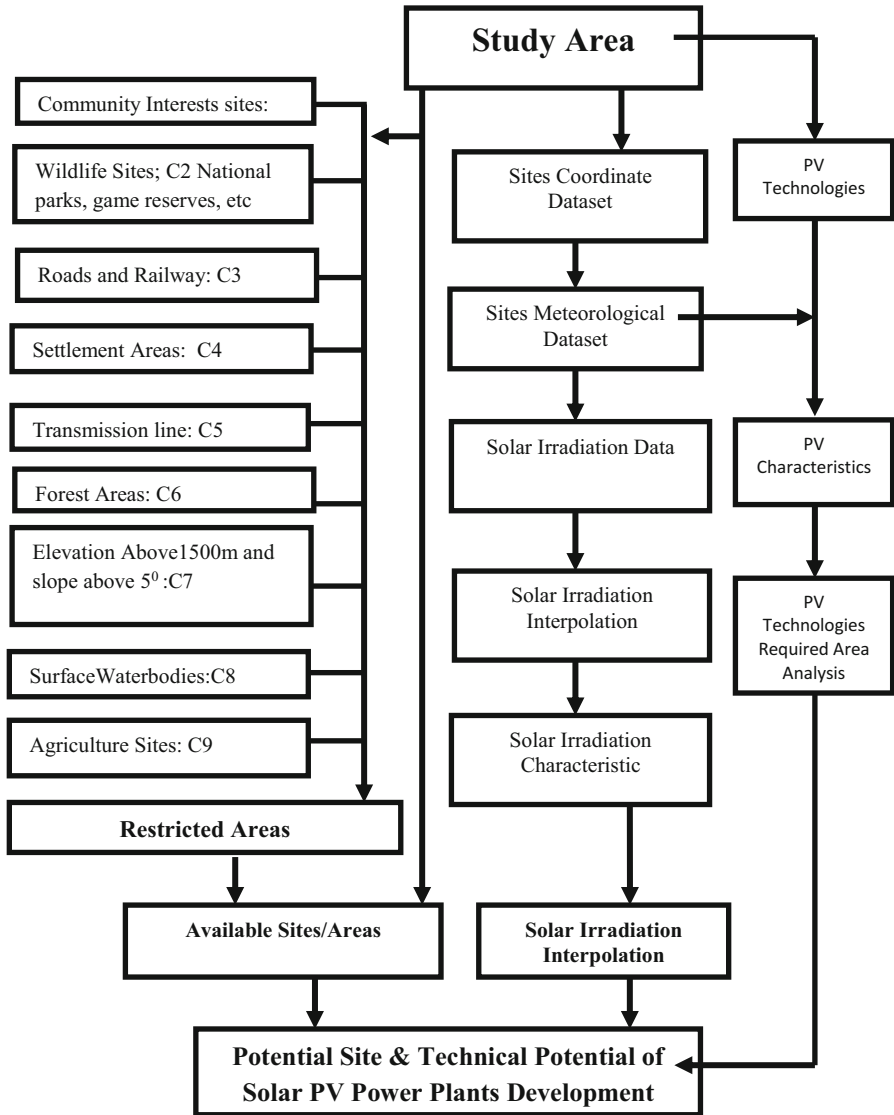 Study Area
Community Interests sites:
Wildlife Sites; C2 National
parks, game reserves, etc
Roads and Railway: C3
Settlement Areas: C4
Transmission line: C5
Forest Areas: C6
Elevation Above1500m and
slope above 5⁰ :C7
SurfaceWaterbodies:C8
Agriculture Sites: C9
Restricted Areas
Available Sites/Areas
Sites Coordinate
Dataset
Sites Meteorological
Dataset
Solar Irradiation Data
Solar Irradiation
Interpolation
Solar Irradiation
Characteristic
Solar Irradiation
Interpolation
PV
Technologies
PV
Characteristics
PV
Technologies
Required Area
Analysis
Potential Site & Technical Potential of
Solar PV Power Plants Development